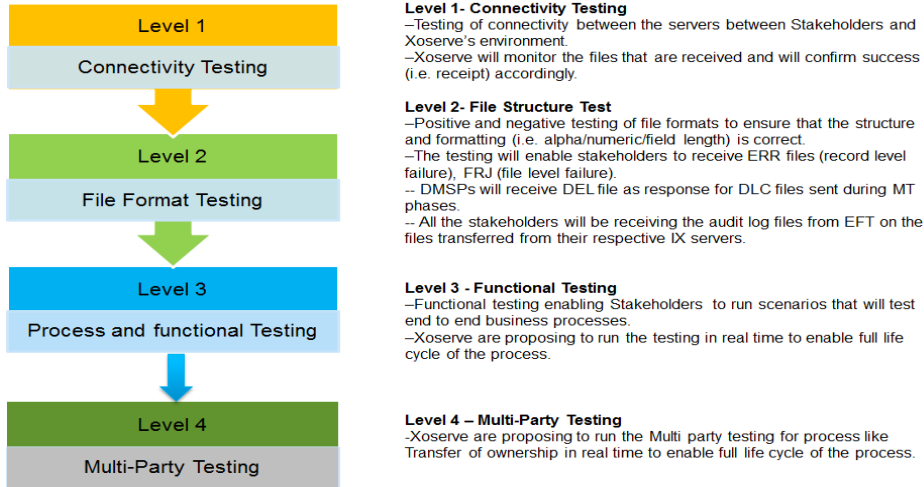 Level 1
Connectivity Testing
Level 2
File Format Testing
Level 3
Process and functional Testing
Level 4
Multi-Party Testing
Level 1- Connectivity Testing
–Testing of connectivity between the servers between Stakeholders and
Xoserve's environment.
–Xoserve will monitor the files that are received and will confirm success
(i.e. receipt) accordingly.
Level 2- File Structure Test
–Positive and negative testing of file formats to ensure that the structure
and formatting (i.e. alpha/numeric/field length) is correct.
–The testing will enable stakeholders to receive ERR files (record level
failure), FRJ (file level failure).
-- DMSPs will receive DEL file as response for DLC files sent during MT
phases.
-- All the stakeholders will be receiving the audit log files from EFT on the
files transferred from their respective IX servers.
Level 3 - Functional Testing
–Functional testing enabling Stakeholders to run scenarios that will test
end to end business processes.
–Xoserve are proposing to run the testing in real time to enable full life
cycle of the process.
Level 4 – Multi-Party Testing
-Xoserve are proposing to run the Multi party testing for process like
Transfer of ownership in real time to enable full life cycle of the process.